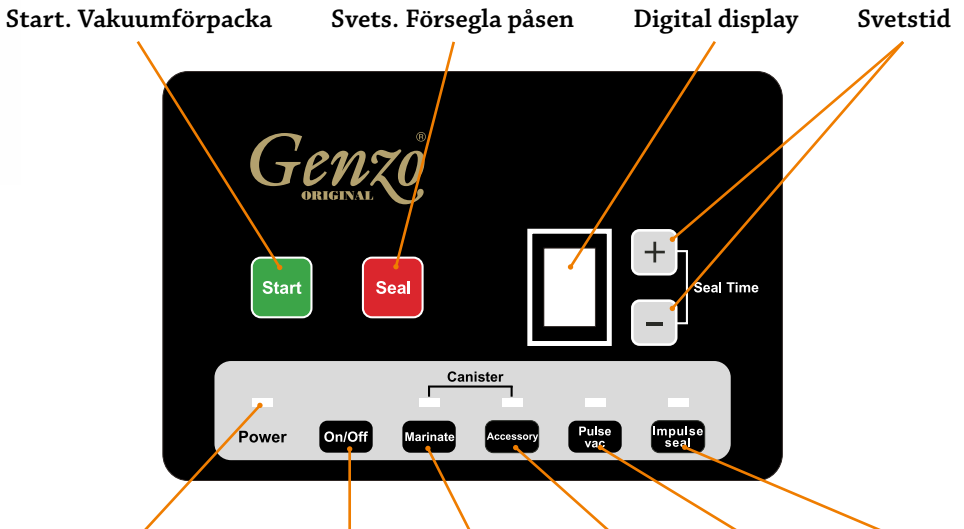 Start. Vakuumförpacka Svets. Försegla påsen Digital display Svetstid
Genzo®
ORIGINAL
Start Seal + Seal Time
-
Canister
Power On/Off Marinate Accessory Pulse vac Impulse seal